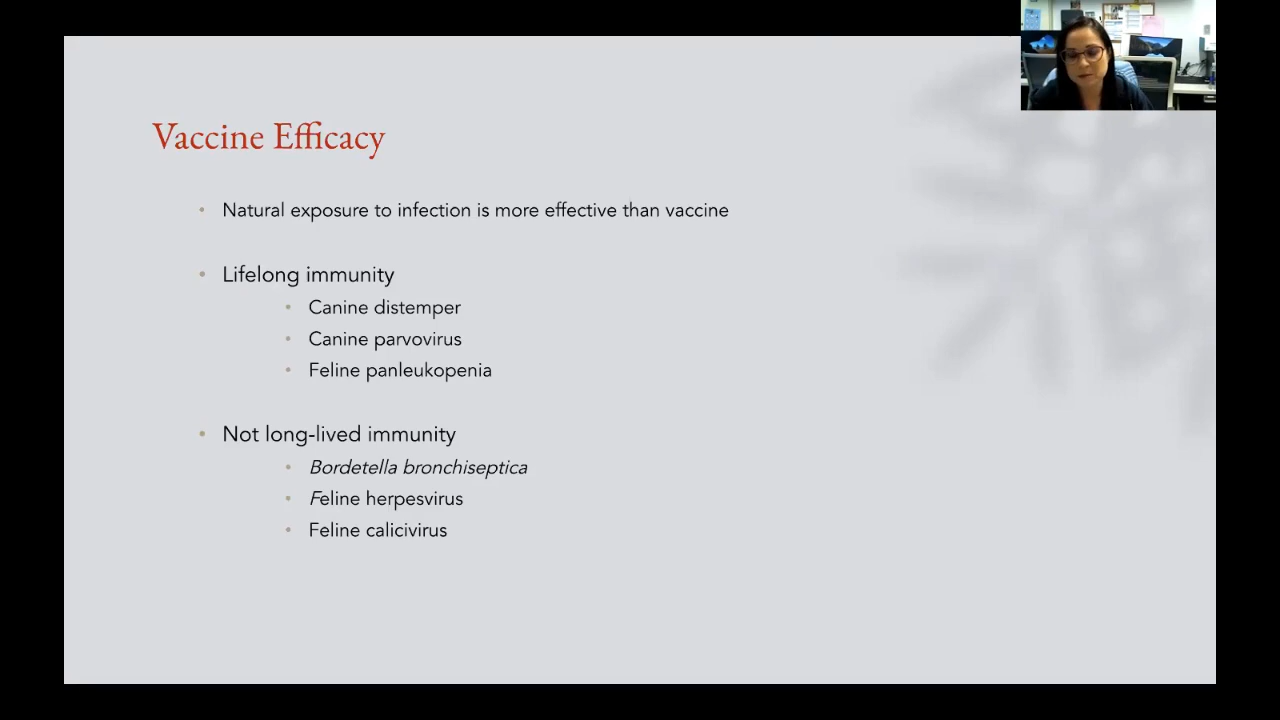 Vaccine Efficacy
• Natural exposure to infection is more effective than vaccine
• Lifelong immunity
• Canine distemper
• Canine parvovirus
• Feline panleukopenia
• Not long-lived immunity
• Bordetella bronchiseptica
• Feline herpesvirus
• Feline calicivirus